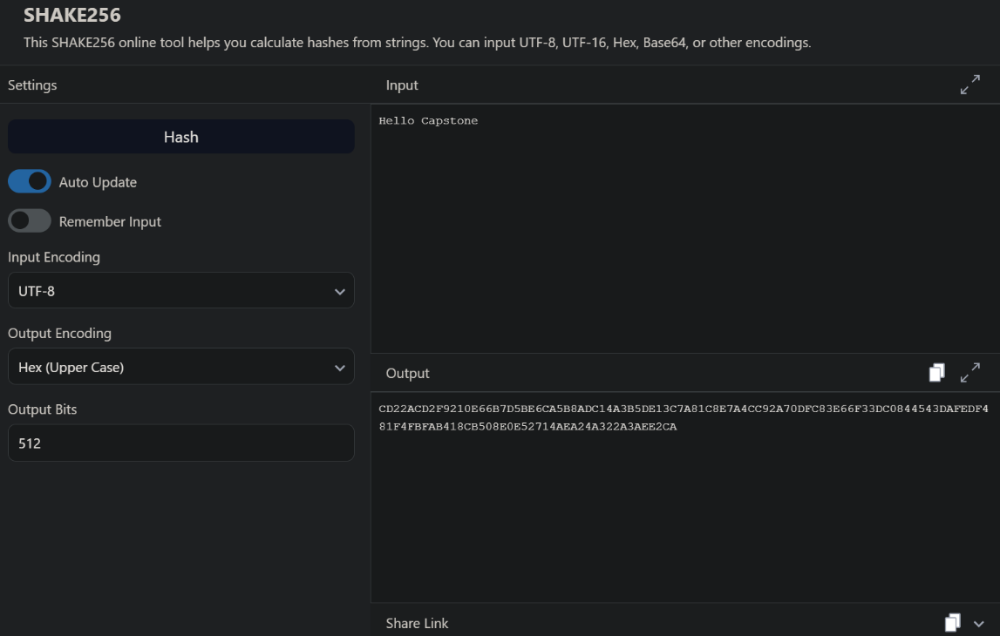 SHAKE256
This SHAKE256 online tool helps you calculate hashes from strings. You can input UTF-8, UTF-16, Hex, Base64, or other encodings.
Settings
Hash
Auto Update
Remember Input
Input Encoding
UTF-8
Output Encoding
Hex (Upper Case)
Output Bits
512
Input
Hello Capstone
Output
CD22ACD2F9210E66B7D5BE6CA5B8ADC14A3B5DE13C7A81C8E7A4CC92A70DFC83E66F33DC0844543DAFEDF4
81F4FBFAB418CB508E0E52714AEA24A322A3AEE2CA
Share Link